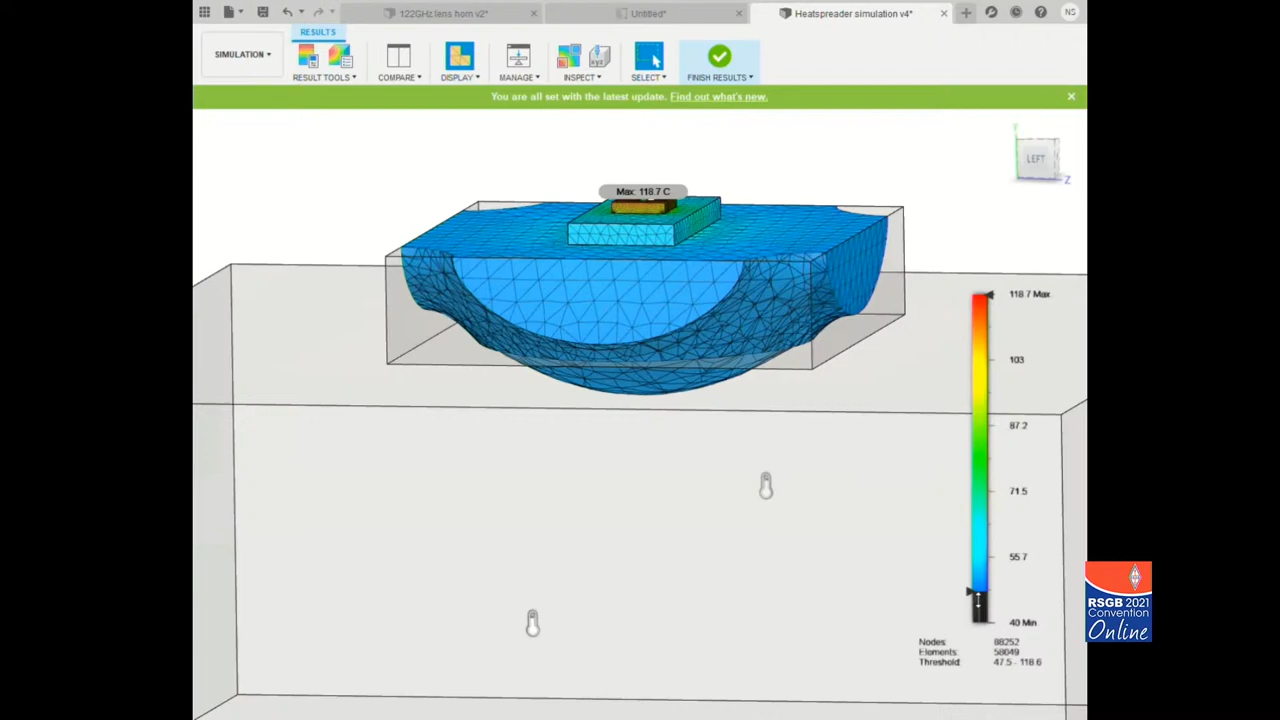 122GHz lens horn v2*
Untitled*
Heatspreader simulation v4*
NS
RESULTS
SIMULATION
RESULT TOOLS
COMPARE
DISPLAY
MANAGE
INSPECT
SELECT
FINISH RESULTS
You are all set with the latest update. Find out what's new.
LEFT
Y
Z
Max: 118.7 C
118.7 Max
103
87.2
71.5
55.7
40 Min
Nodes: 88252
Elements: 58049
Threshold: 47.5 - 118.6
RSGB 2021
Convention
Online